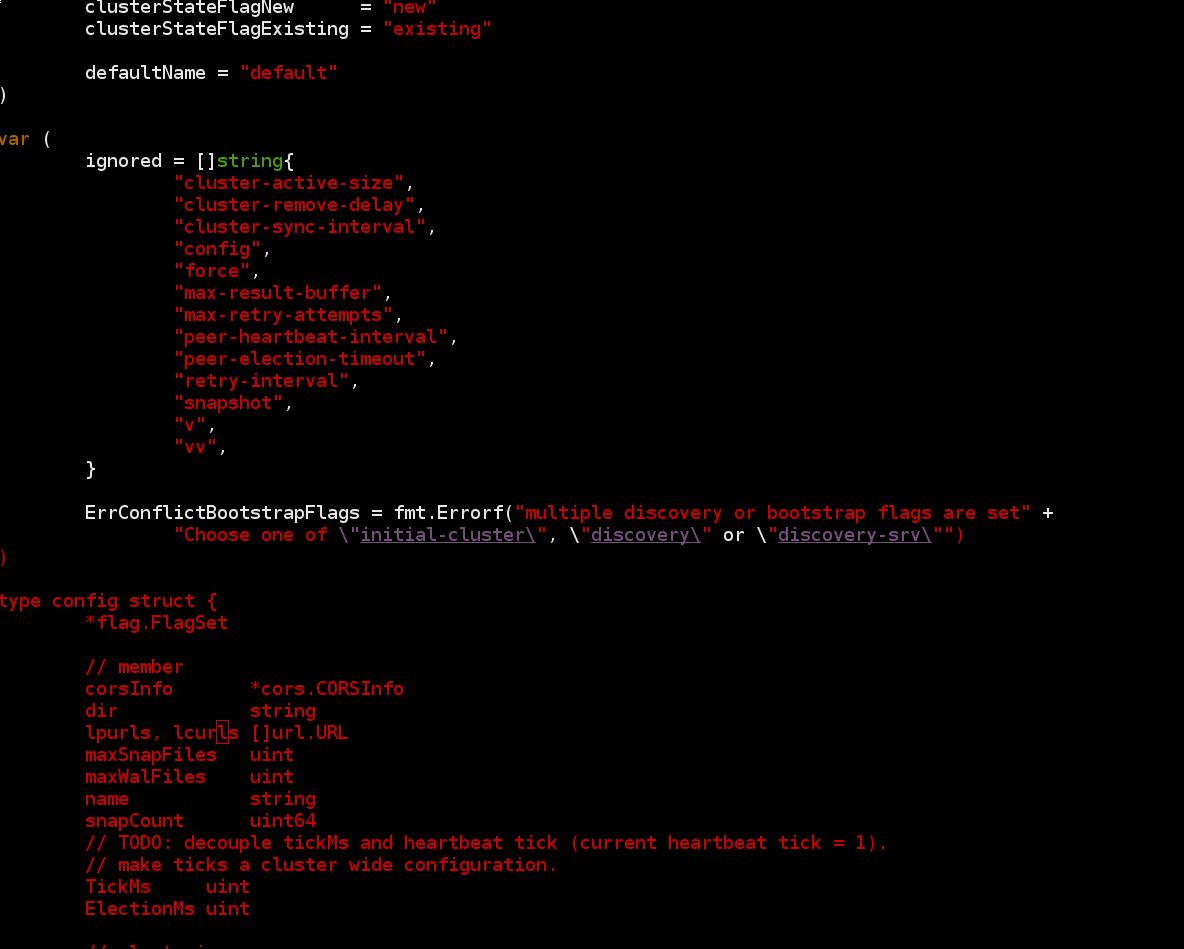 clusterStateFlagNew      = "new"
clusterStateFlagExisting = "existing"
defaultName = "default"
)
var (
ignored = []string{
"cluster-active-size",
"cluster-remove-delay",
"cluster-sync-interval",
"config",
"force",
"max-result-buffer",
"max-retry-attempts",
"peer-heartbeat-interval",
"peer-election-timeout",
"retry-interval",
"snapshot",
"v",
"vv",
}
ErrConflictBootstrapFlags = fmt.Errorf("multiple discovery or bootstrap flags are set" +
"Choose one of \"initial-cluster\", \"discovery\" or \"discovery-srv\"")
)
type config struct {
*flag.FlagSet
// member
corsInfo       *cors.CORSInfo
dir            string
lpurls, lcurls []url.URL
maxSnapFiles   uint
maxWalFiles    uint
name           string
snapCount      uint64
// TODO: decouple tickMs and heartbeat tick (current heartbeat tick = 1).
// make ticks a cluster wide configuration.
TickMs     uint
ElectionMs uint